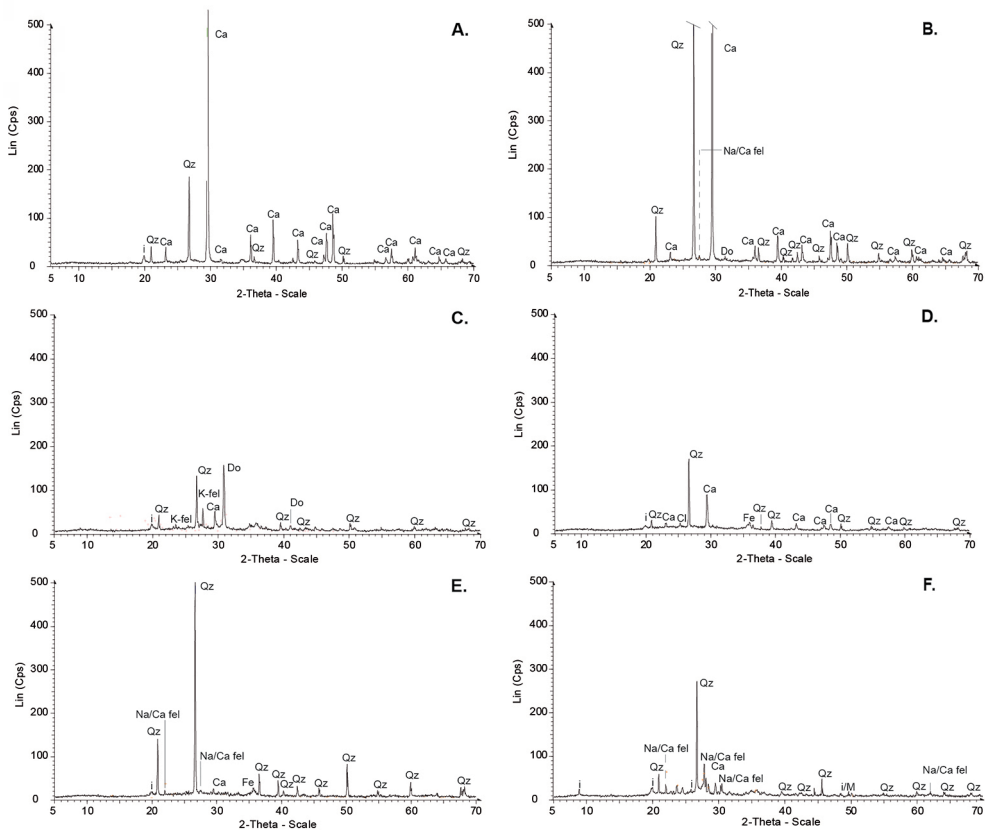 A.
Lin (Cps)
500
400
300
200
100
0
Ca
Qz
i
Qz
Ca
Ca
Ca
Qz
Ca
Ca
Qz
Ca
Ca
Ca
Qz
Ca
Ca
Ca
Ca
Ca
Qz
5 10 20 30 40 50 60 70
2-Theta - Scale
B.
Lin (Cps)
500
400
300
200
100
0
Qz
Ca
Na/Ca fel
Qz
Ca
Do
Ca
Qz
Ca
Qz
Qz
Ca
Qz
Ca
Ca
Qz
Qz
Ca
Qz
Ca
Ca
Qz
5 10 20 30 40 50 60 70
2-Theta - Scale
C.
Lin (Cps)
500
400
300
200
100
0
i
Qz
K-fel
Qz
K-fel
Ca
Do
Qz
Do
Qz
Qz
Qz
Qz
5 10 20 30 40 50 60 70
2-Theta - Scale
D.
Lin (Cps)
500
400
300
200
100
0
i
Qz
Ca
Cl
Qz
Ca
Fe
Qz
Qz
Ca
Ca
Ca
Qz
Qz
Ca
Qz
Qz
5 10 20 30 40 50 60 70
2-Theta - Scale
E.
Lin (Cps)
500
400
300
200
100
0
i
Qz
Na/Ca fel
Qz
Na/Ca fel
Ca
Fe
Qz
Qz
Qz
Qz
Qz
Qz
Qz
Qz
Qz
5 10 20 30 40 50 60 70
2-Theta - Scale
F.
Lin (Cps)
500
400
300
200
100
0
i
i
Qz
Na/Ca fel
i
Qz
Na/Ca fel
Ca
Na/Ca fel
Qz
Qz
Qz
i/M
Qz
Qz
Na/Ca fel
Qz
Qz
5 10 20 30 40 50 60 70
2-Theta - Scale